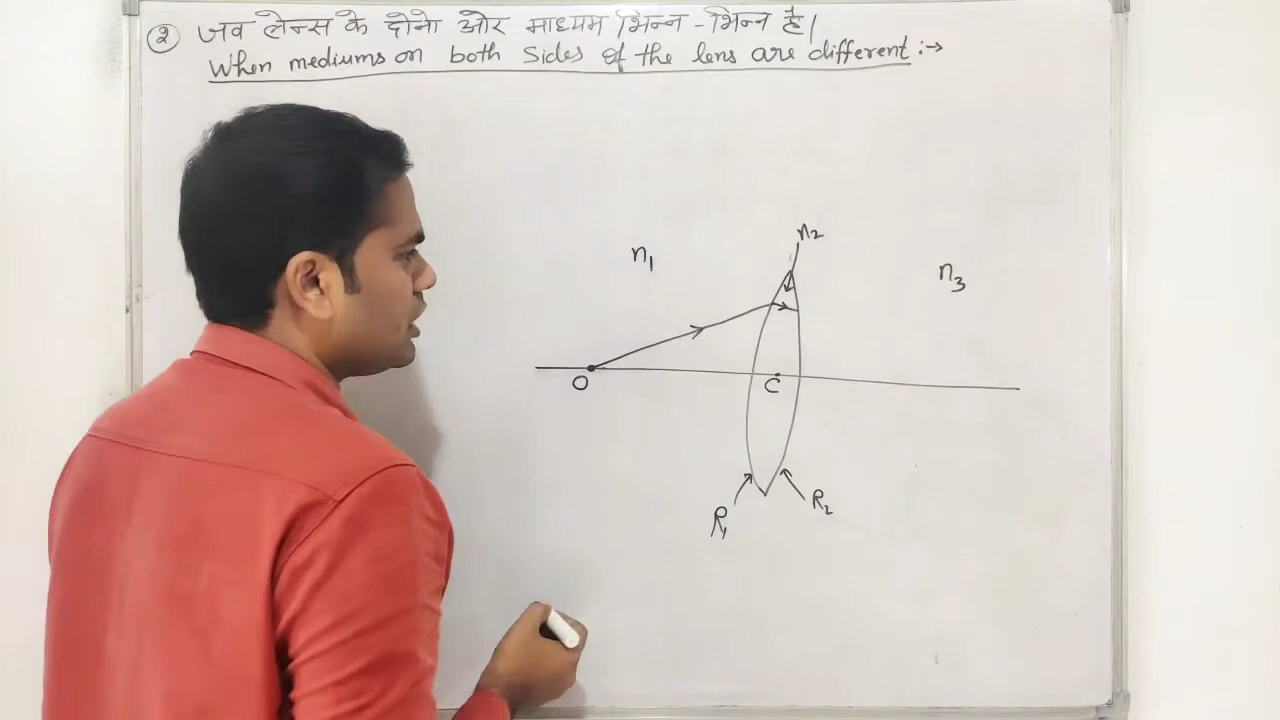 ② जब लेन्स के दोनो ओर माध्यम भिन्न - भिन्न है।
When mediums on both Sides of the lens are different :→
n2
n1
n3
O
C
R1
R2